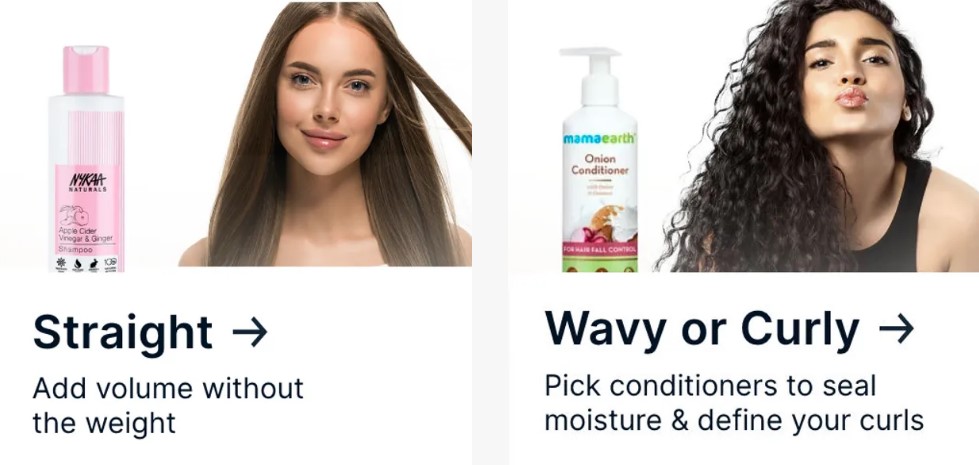 NYKAA
NATURALS
Apple Cider
Vinegar & Ginger
Shampoo
Straight →
Add volume without
the weight
mamaearth
Onion
Conditioner
FOR HAIR FALL CONTROL
Wavy or Curly →
Pick conditioners to seal
moisture & define your curls